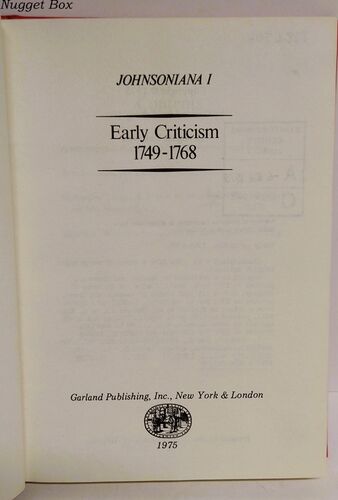 Nugget Box
JOHNSONIANA I
Early Criticism
1749-1768
Garland Publishing, Inc., New York & London
1975